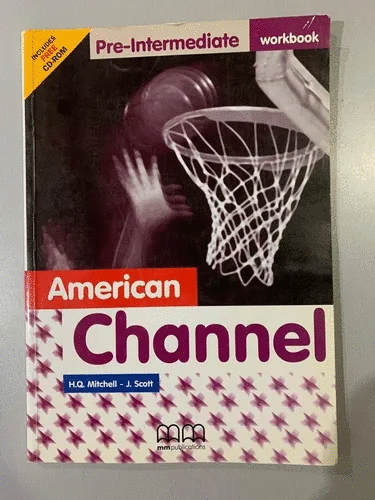 INCLUDES
FREE
CD-ROM
Pre-Intermediate
workbook
American
Channel
H.Q. Mitchell - J. Scott
mm publications